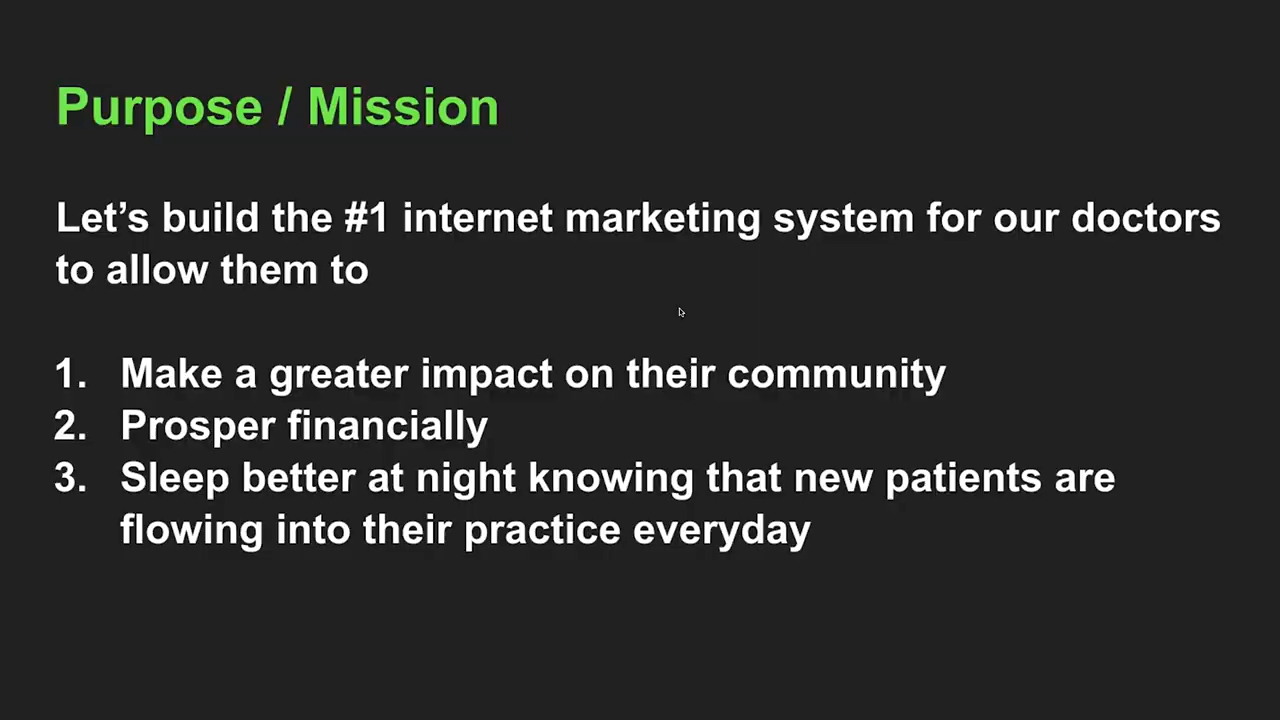 Purpose / Mission
Let’s build the #1 internet marketing system for our doctors
to allow them to
1. Make a greater impact on their community
2. Prosper financially
3. Sleep better at night knowing that new patients are
flowing into their practice everyday